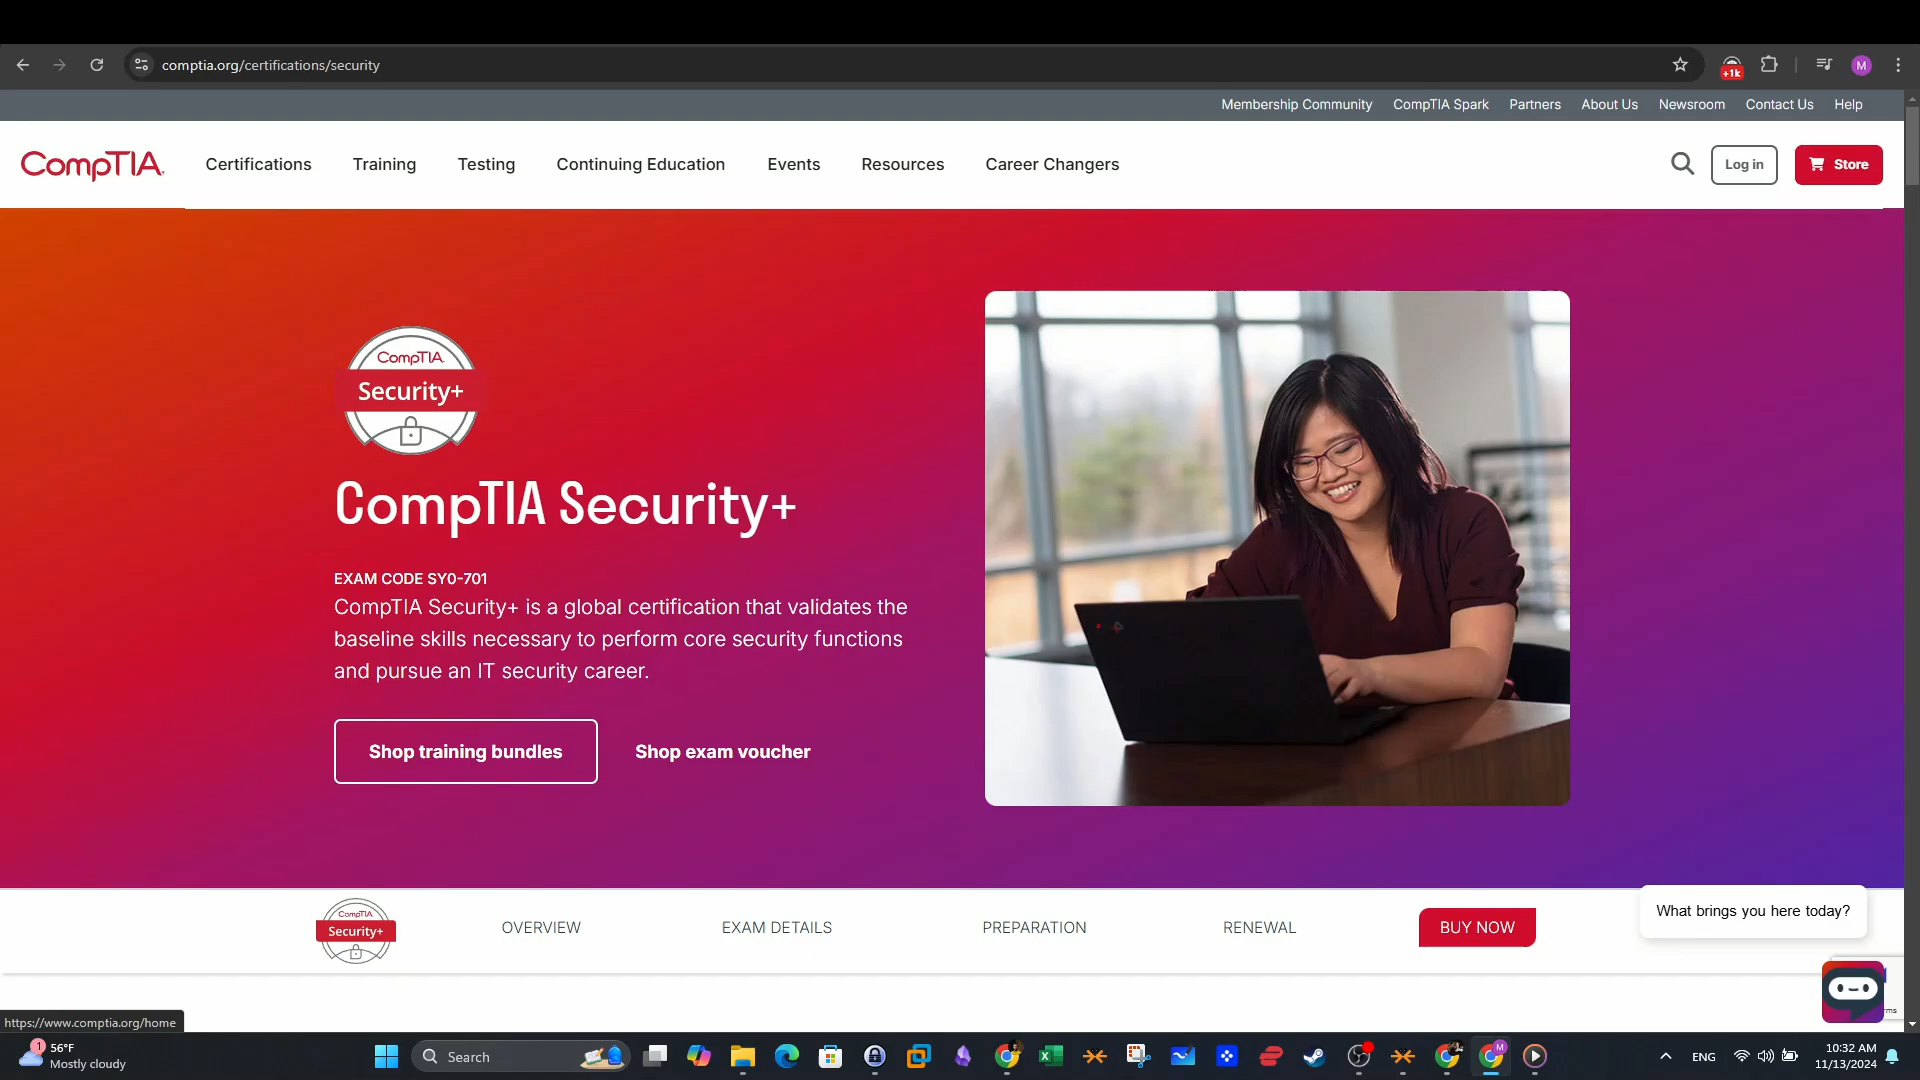 comptia.org/certifications/security
+1k
M
Membership Community CompTIA Spark Partners About Us Newsroom Contact Us Help
CompTIA. Certifications Training Testing Continuing Education Events Resources Career Changers Log in Store
CompTIA
Security+
CompTIA Security+
EXAM CODE SY0-701
CompTIA Security+ is a global certification that validates the
baseline skills necessary to perform core security functions
and pursue an IT security career.
Shop training bundles Shop exam voucher
CompTIA
Security+
OVERVIEW EXAM DETAILS PREPARATION RENEWAL BUY NOW
What brings you here today?
https://www.comptia.org/home
1
56°F
Mostly cloudy
Search
M
ENG
10:32 AM
11/13/2024